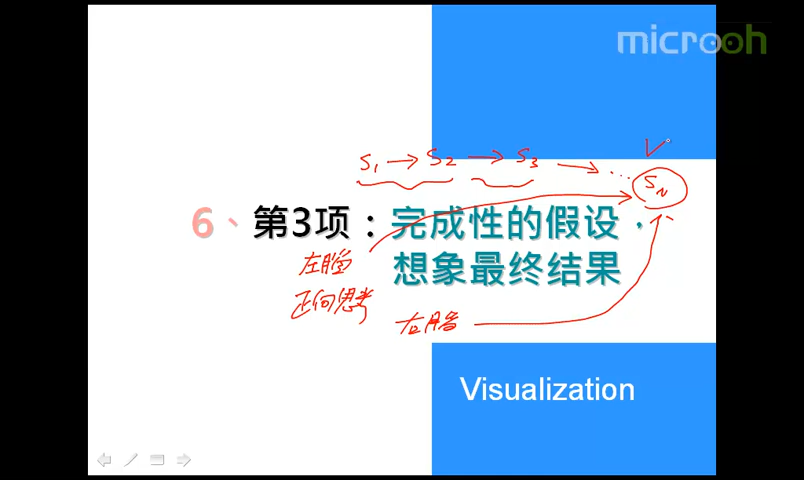 microoh
S1 → S2 → S3 → ... SN
6、第3项：完成性的假设，
想象最终结果
左脑
正向思考
右脑
Visualization